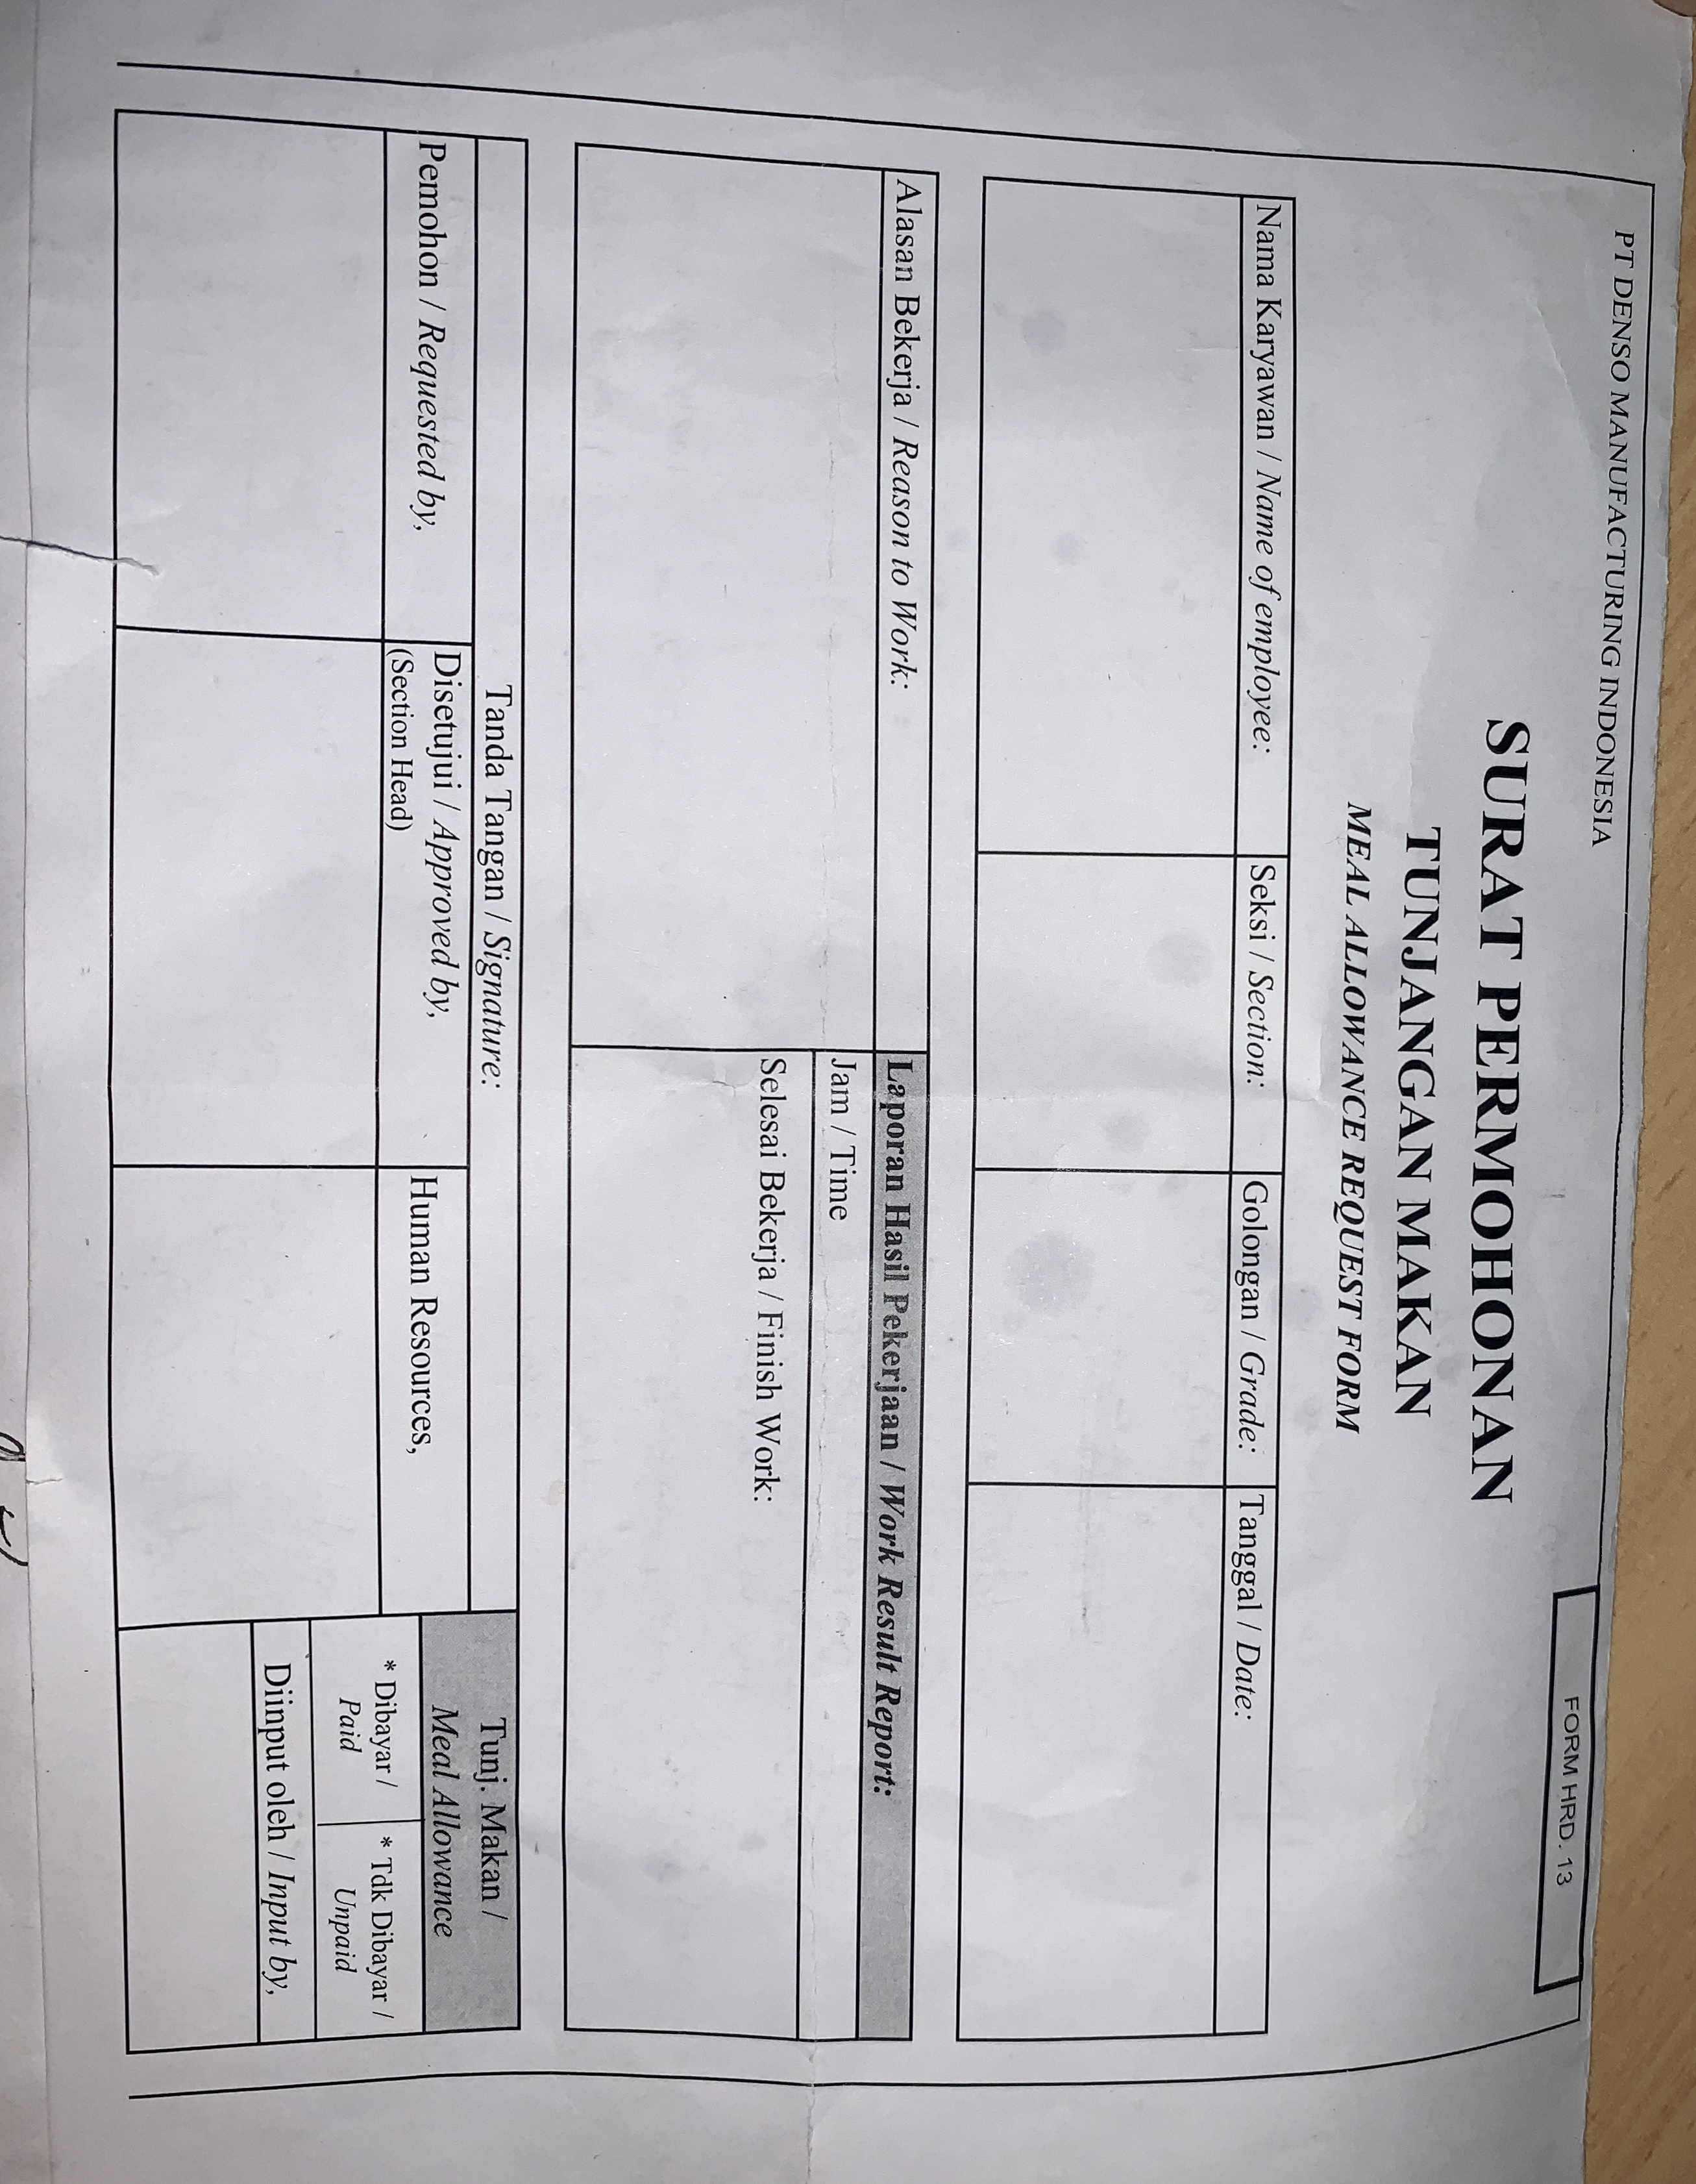 PT DENSO MANUFACTURING INDONESIA
FORM HRD. 13
SURAT PERMOHONAN
TUNJANGAN MAKAN
MEAL ALLOWANCE REQUEST FORM
Nama Karyawan / Name of employee:
Seksi / Section:
Golongan / Grade:
Tanggal / Date:
Alasan Bekerja / Reason to Work:
Laporan Hasil Pekerjaan / Work Result Report:
Jam / Time
Selesai Bekerja / Finish Work:
Tanda Tangan / Signature:
Pemohon / Requested by,
Disetujui / Approved by,
(Section Head)
Human Resources,
Tunj. Makan /
Meal Allowance
* Dibayar /
Paid
* Tdk Dibayar /
Unpaid
Diinput oleh / Input by,